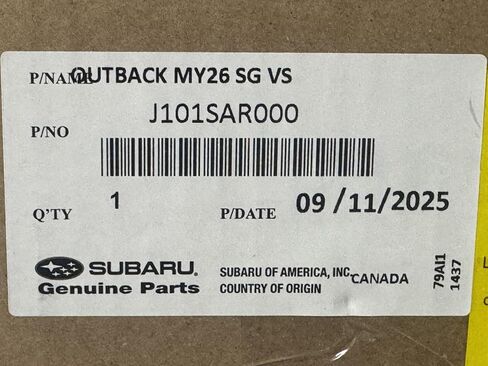 P/NAME OUTBACK MY26 SG VS
P/NO J101SAR000
Q'TY 1 P/DATE 09/11/2025
SUBARU®
Genuine Parts
SUBARU OF AMERICA, INC.
COUNTRY OF ORIGIN CANADA
79AI1
1437